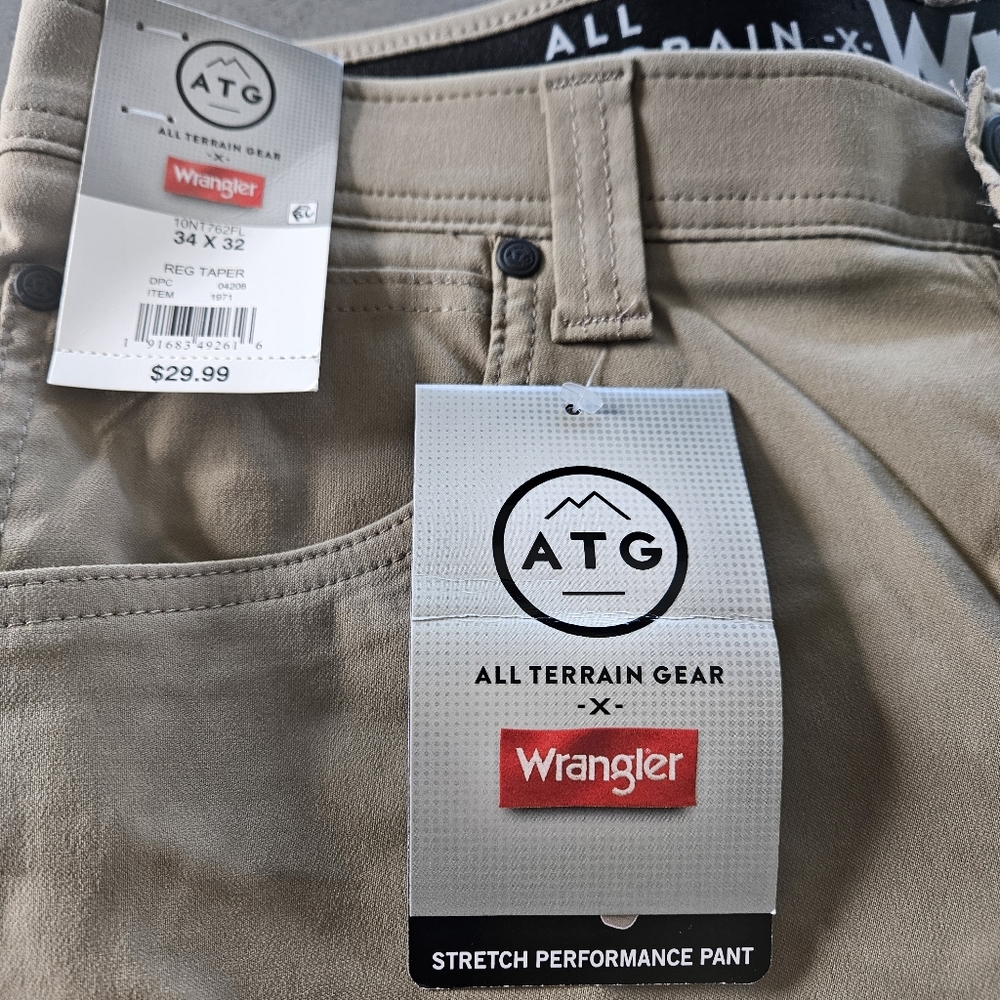 ALL
TERRAIN -X-
ATG
ALL TERRAIN GEAR
-X-
Wrangler
10NT762FL
34 X 32
REG TAPER
DPC 04208
ITEM 1971
1 91683 49261 6
$29.99
ATG
ALL TERRAIN GEAR
-X-
Wrangler
STRETCH PERFORMANCE PANT